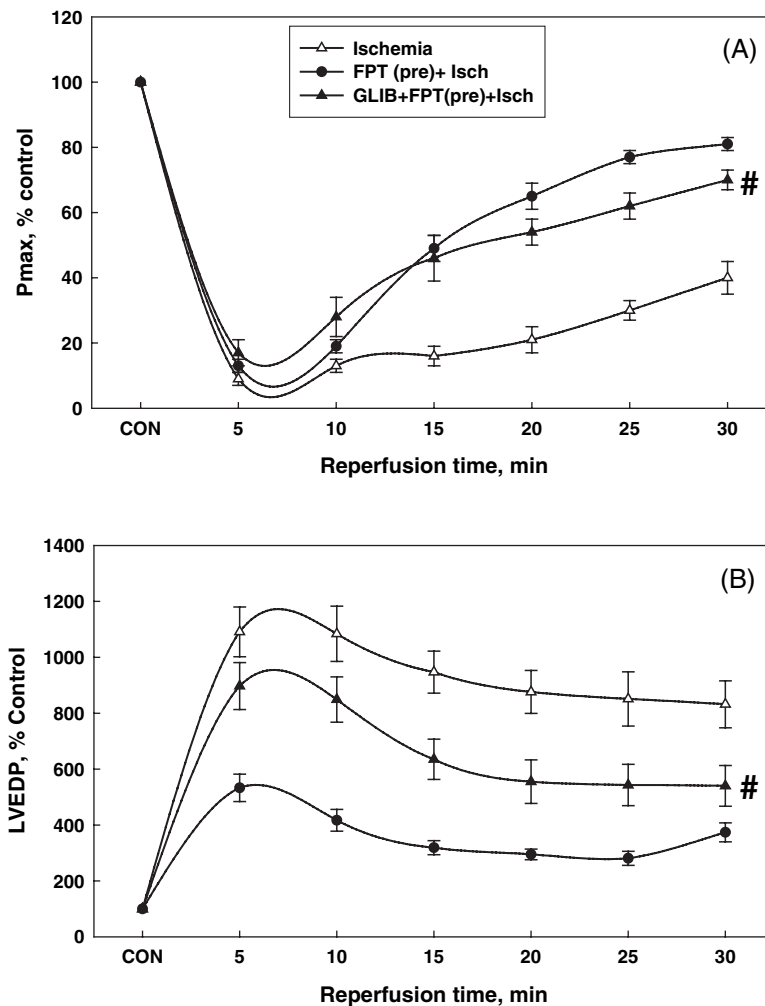 120
100
80
60
40
20
0
Pmax, % control
Ischemia
FPT (pre)+ Isch
GLIB+FPT(pre)+Isch
(A)
#
CON 5 10 15 20 25 30
Reperfusion time, min
1400
1200
1000
800
600
400
200
0
LVEDP, % Control
(B)
#
CON 5 10 15 20 25 30
Reperfusion time, min